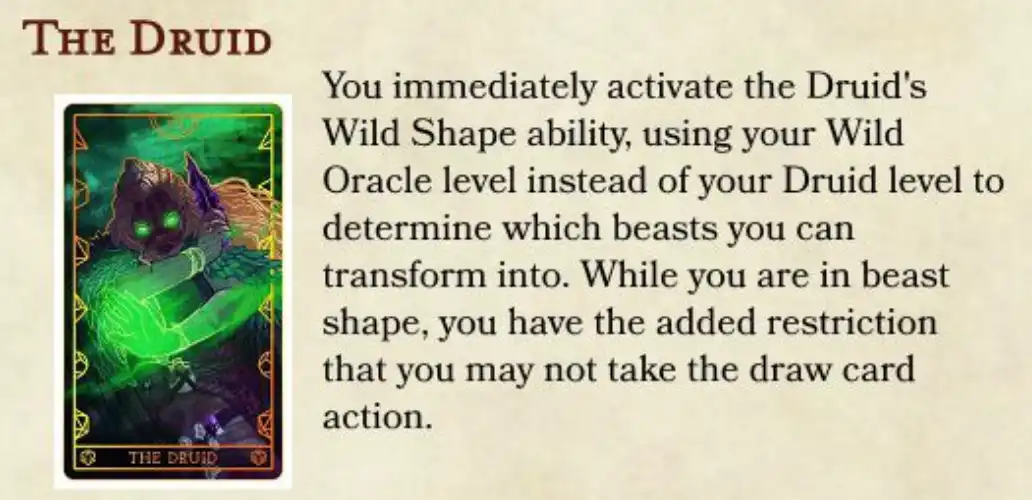 The Druid
You immediately activate the Druid's
Wild Shape ability, using your Wild
Oracle level instead of your Druid level to
determine which beasts you can
transform into. While you are in beast
shape, you have the added restriction
that you may not take the draw card
action.
THE DRUID